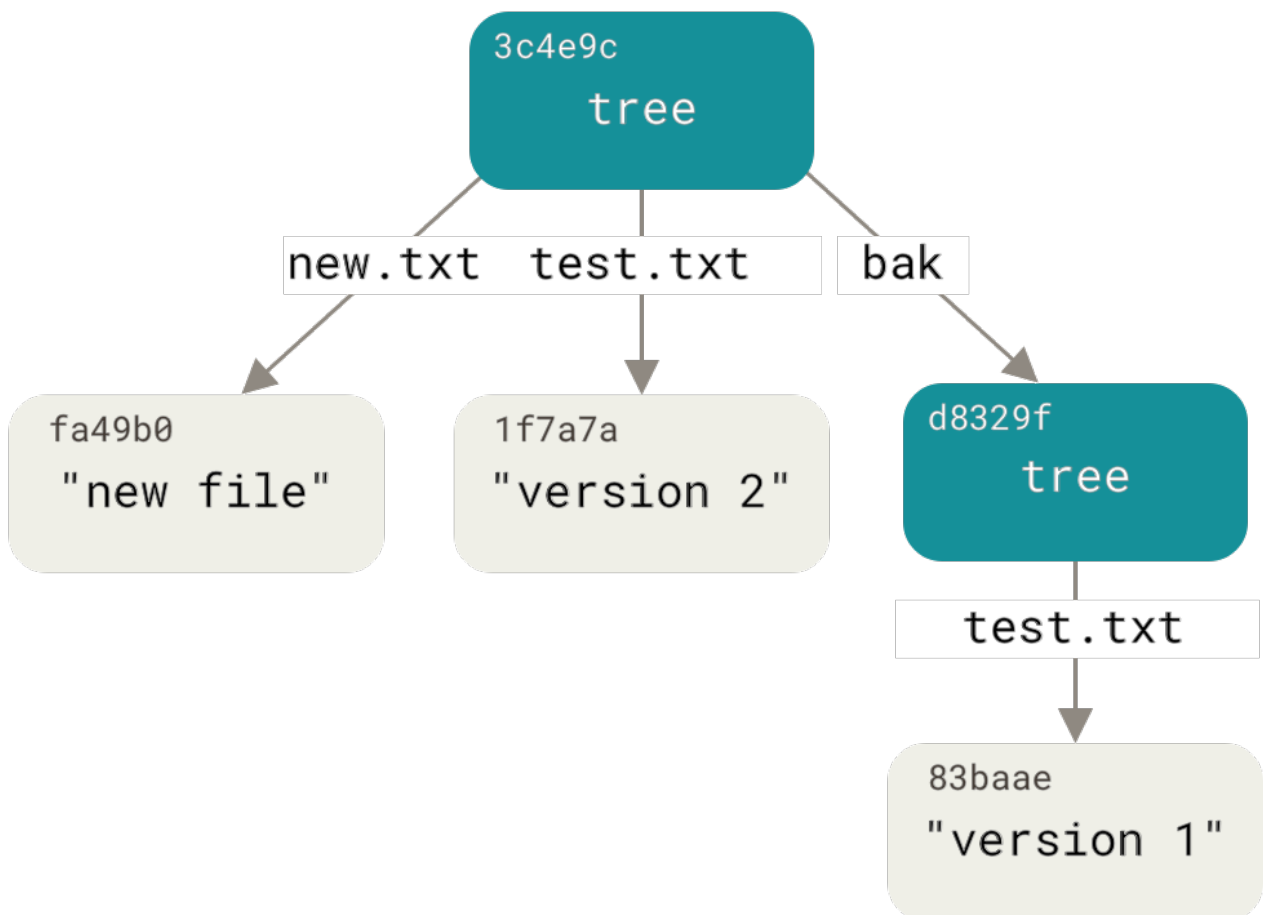 3c4e9c
tree
new.txt test.txt bak
fa49b0
"new file"
1f7a7a
"version 2"
d8329f
tree
test.txt
83baae
"version 1"